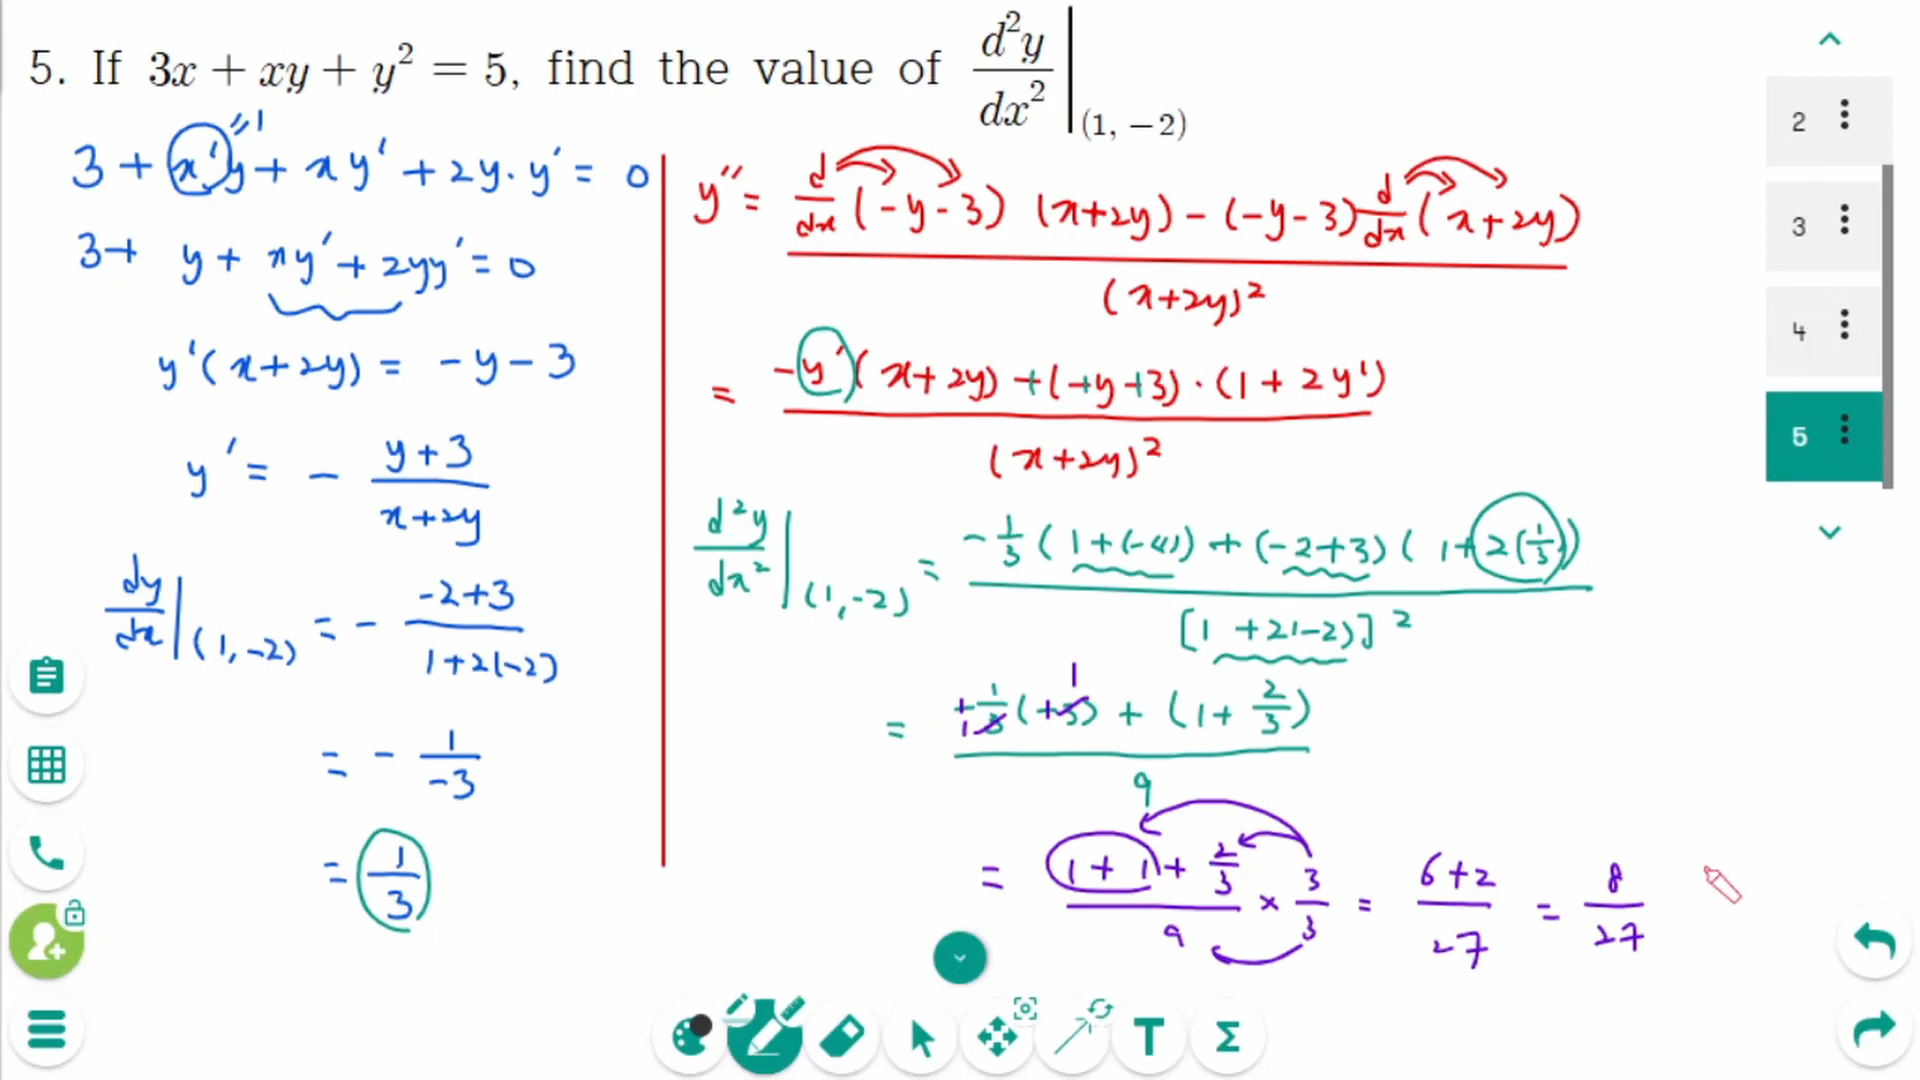 5. If 3x + xy + y² = 5, find the value of d²y/dx² |(1, −2)
3 + x'y + xy' + 2y·y' = 0
"1
3 + y + xy' + 2yy' = 0
y'(x+2y) = -y-3
y' = - (y+3)/(x+2y)
dy/dx |(1,-2) = - (-2+3)/(1+2(-2))
= - 1/-3
= 1/3
y'' = [d/dx (-y-3) (x+2y) - (-y-3) d/dx (x+2y)] / (x+2y)²
= [-y'(x+2y) + (+y+3)·(1+2y')] / (x+2y)²
d²y/dx² |(1,-2) = [-1/3 (1+(-4)) + (-2+3)(1+2(1/3))] / [1+2(-2)]²
= [+1/3 (+3) + (1+2/3)] / 9
1
1
= (1+1+2/3)/9 × 3/3 = (6+2)/27 = 8/27
2
3
4
5
T
Σ